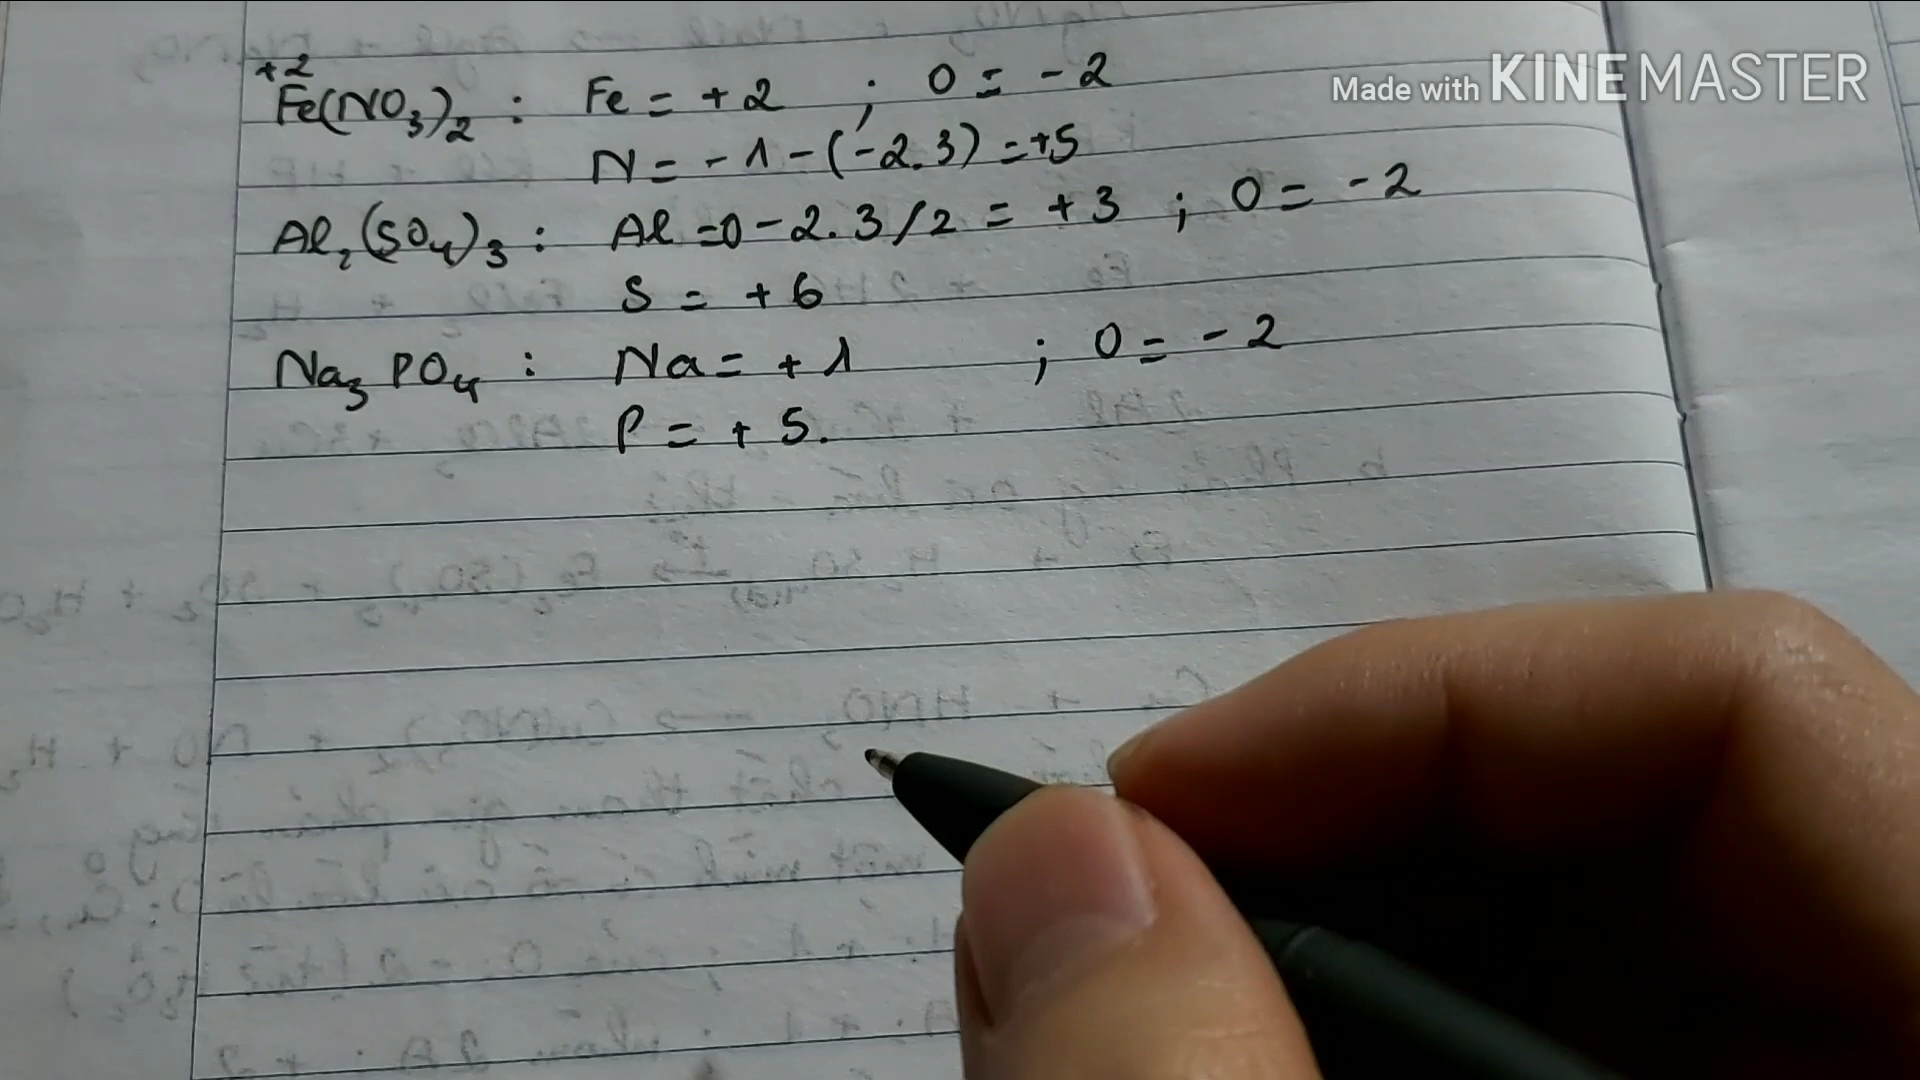 Made with KINEMASTER
+2
Fe(NO3)2 : Fe = +2 ; O = -2
N = -1 - (-2.3) = +5
Al2(SO4)3 : Al = 0 - 2.3/2 = +3 ; O = -2
S = +6
Na3PO4 : Na = +1 ; O = -2
P = +5.